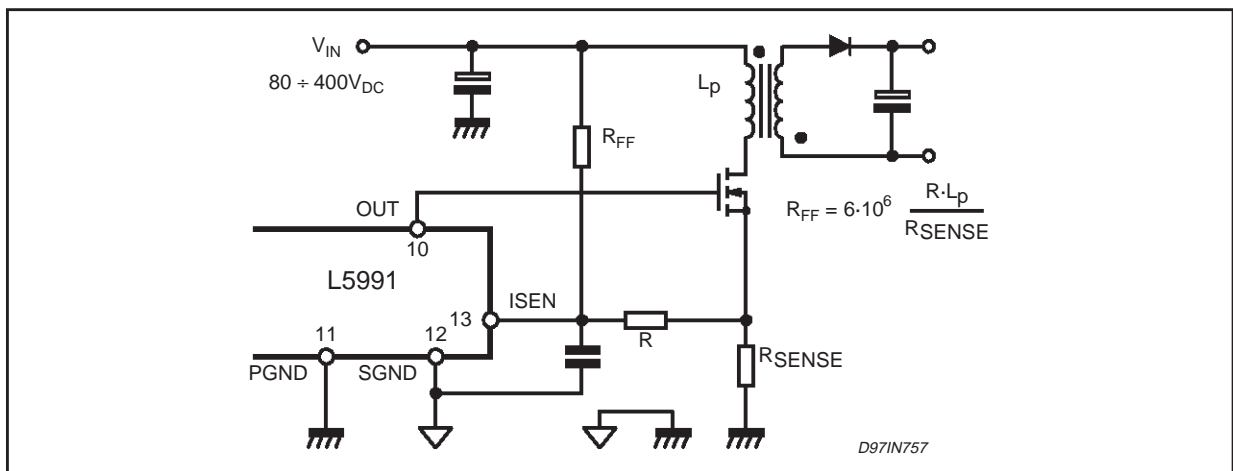 V_IN
80 ÷ 400V_DC
L_p
R_FF
OUT
10
R_FF = 6·10^6 R·L_p / R_SENSE
L5991
ISEN
13
11
12
R
R_SENSE
PGND
SGND
D97IN757